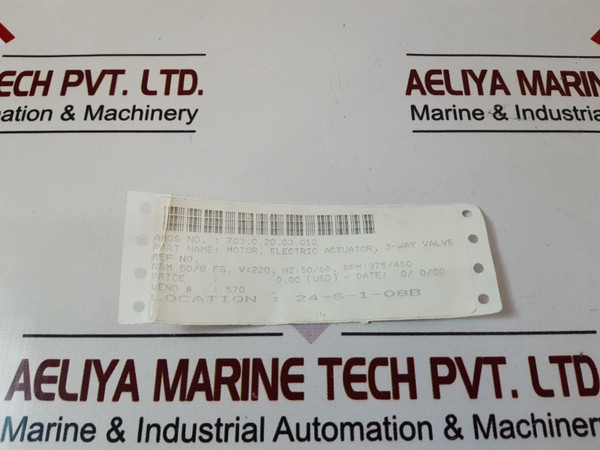 TECH PVT. LTD.
ation & Machinery
AELIYA MARINE
Marine & Industrial
AMOS NO. : 703.0.20.03.012
PART NAME: MOTOR, ELECTRIC ACTUATOR, 3-WAY VALVE
REF NO.
RSM 50/8 FG, V:220, HZ:50/60, RPM:375/450
PRICE : 0.00 (USD) - DATE: 0/ 0/00
VEND # : 570
LOCATION : 24-S-1-08B
AELIYA MARINE TECH PVT. LTD
Marine & Industrial Automation & Machinery